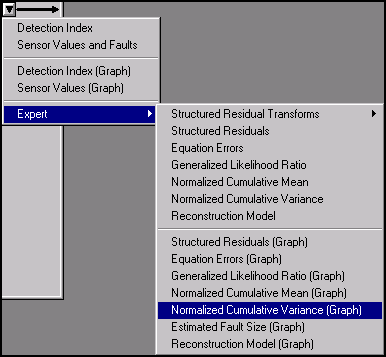 Detection Index
Sensor Values and Faults
Detection Index (Graph)
Sensor Values (Graph)
Expert
Structured Residual Transforms
Structured Residuals
Equation Errors
Generalized Likelihood Ratio
Normalized Cumulative Mean
Normalized Cumulative Variance
Reconstruction Model
Structured Residuals (Graph)
Equation Errors (Graph)
Generalized Likelihood Ratio (Graph)
Normalized Cumulative Mean (Graph)
Normalized Cumulative Variance (Graph)
Estimated Fault Size (Graph)
Reconstruction Model (Graph)